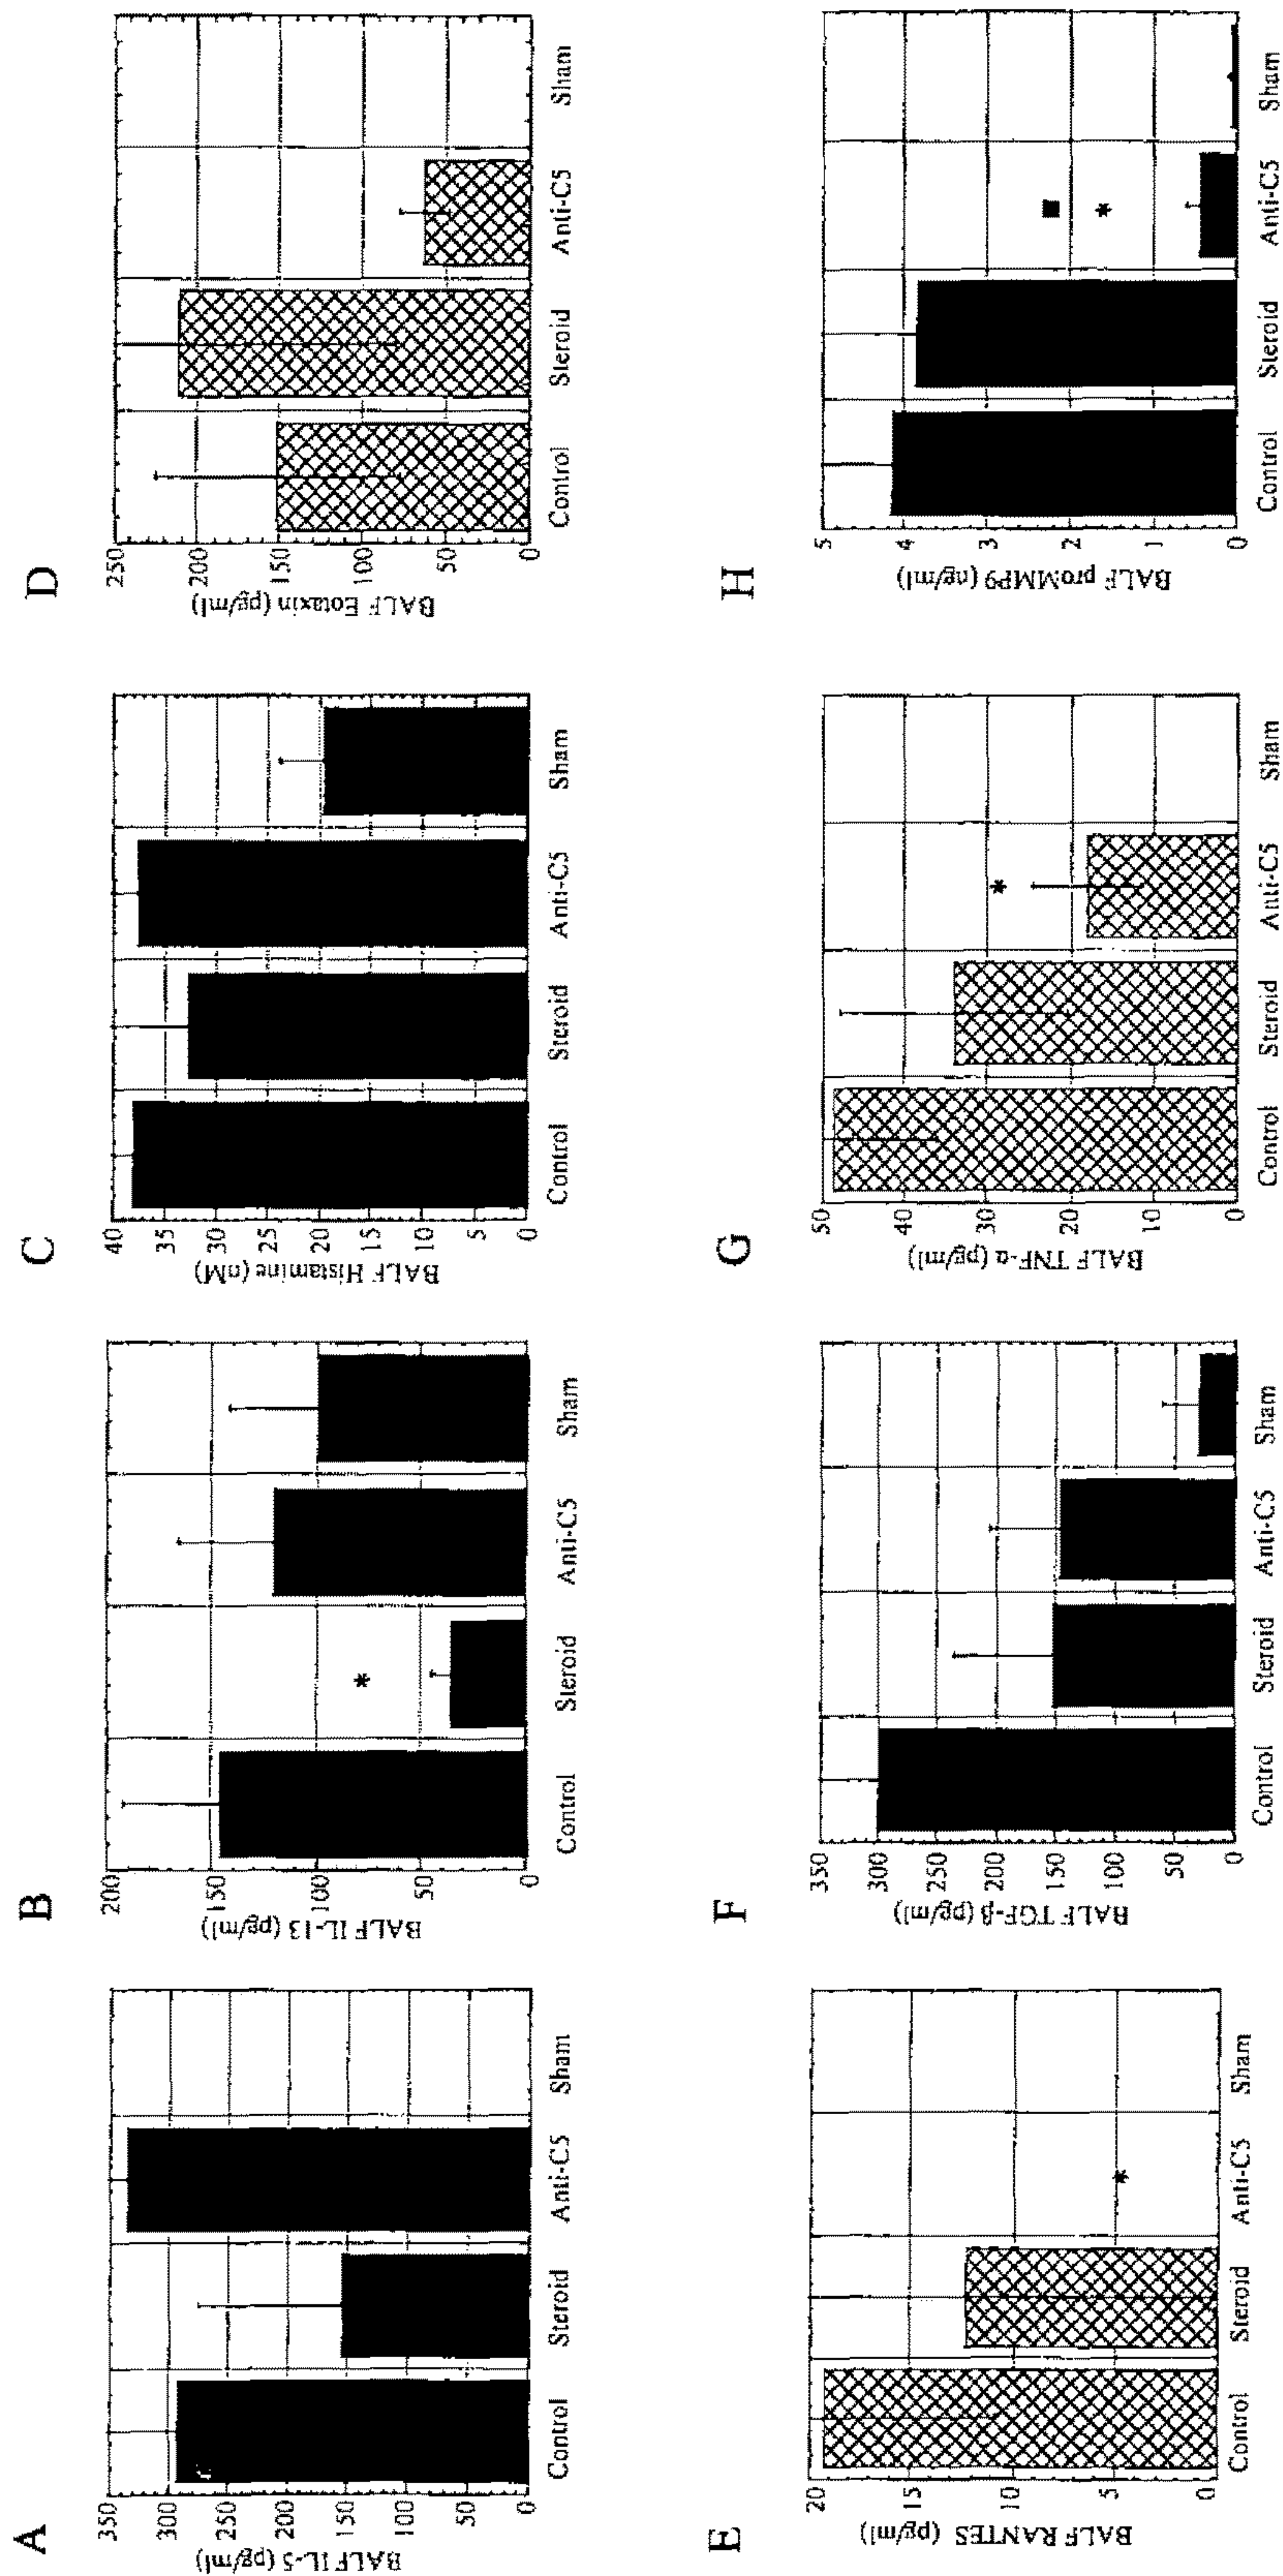 A
BALF IL-5 (pg/ml)
350
300
250
200
150
100
50
0
Control Steroid Anti-C5 Sham
B
BALF IL-13 (pg/ml)
200
150
100
50
0
*
Control Steroid Anti-C5 Sham
C
BALF Histamine (nM)
40
35
30
25
20
15
10
5
0
Control Steroid Anti-C5 Sham
D
BALF Eotaxin (pg/ml)
250
200
150
100
50
0
Control Steroid Anti-C5 Sham
E
BALF RANTES (pg/ml)
20
15
10
5
0
*
Control Steroid Anti-C5 Sham
F
BALF TGF-β (pg/ml)
350
300
250
200
150
100
50
0
Control Steroid Anti-C5 Sham
G
BALF TNF-α (pg/ml)
50
40
30
20
10
0
*
Control Steroid Anti-C5 Sham
H
BALF proMMP9 (ng/ml)
5
4
3
2
1
0
■
*
Control Steroid Anti-C5 Sham